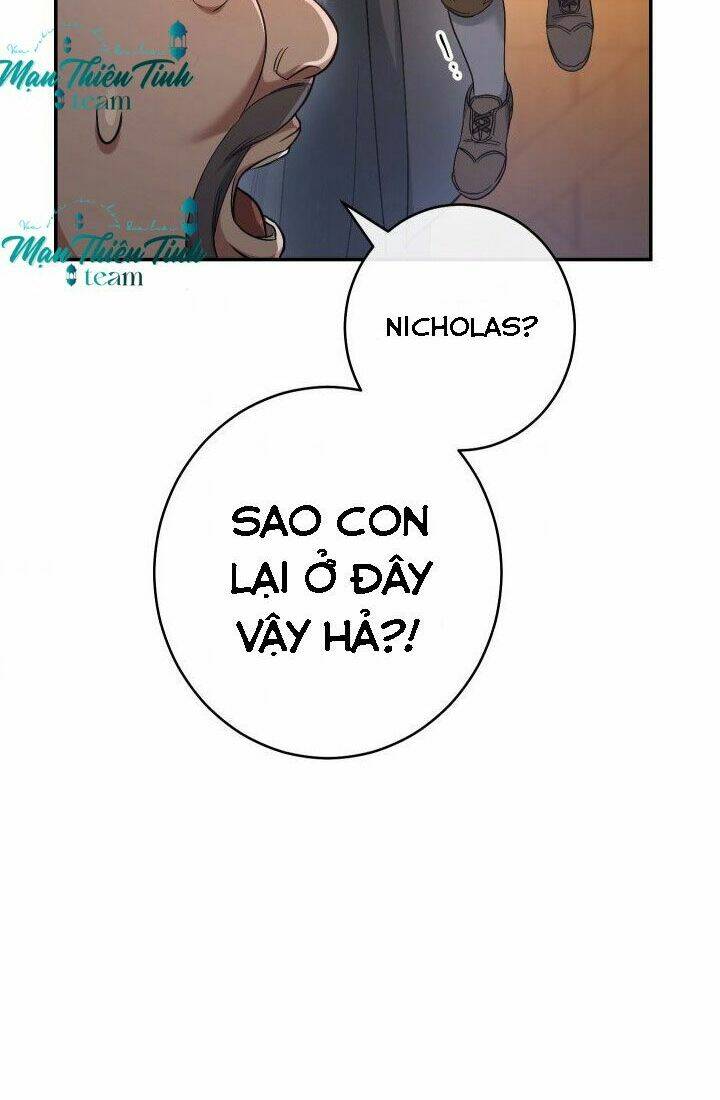 Mạn Thiên Tinh
team
Mạn Thiên Tinh
team
NICHOLAS?
SAO CON
LẠI Ở ĐÂY
VẬY HẢ?!